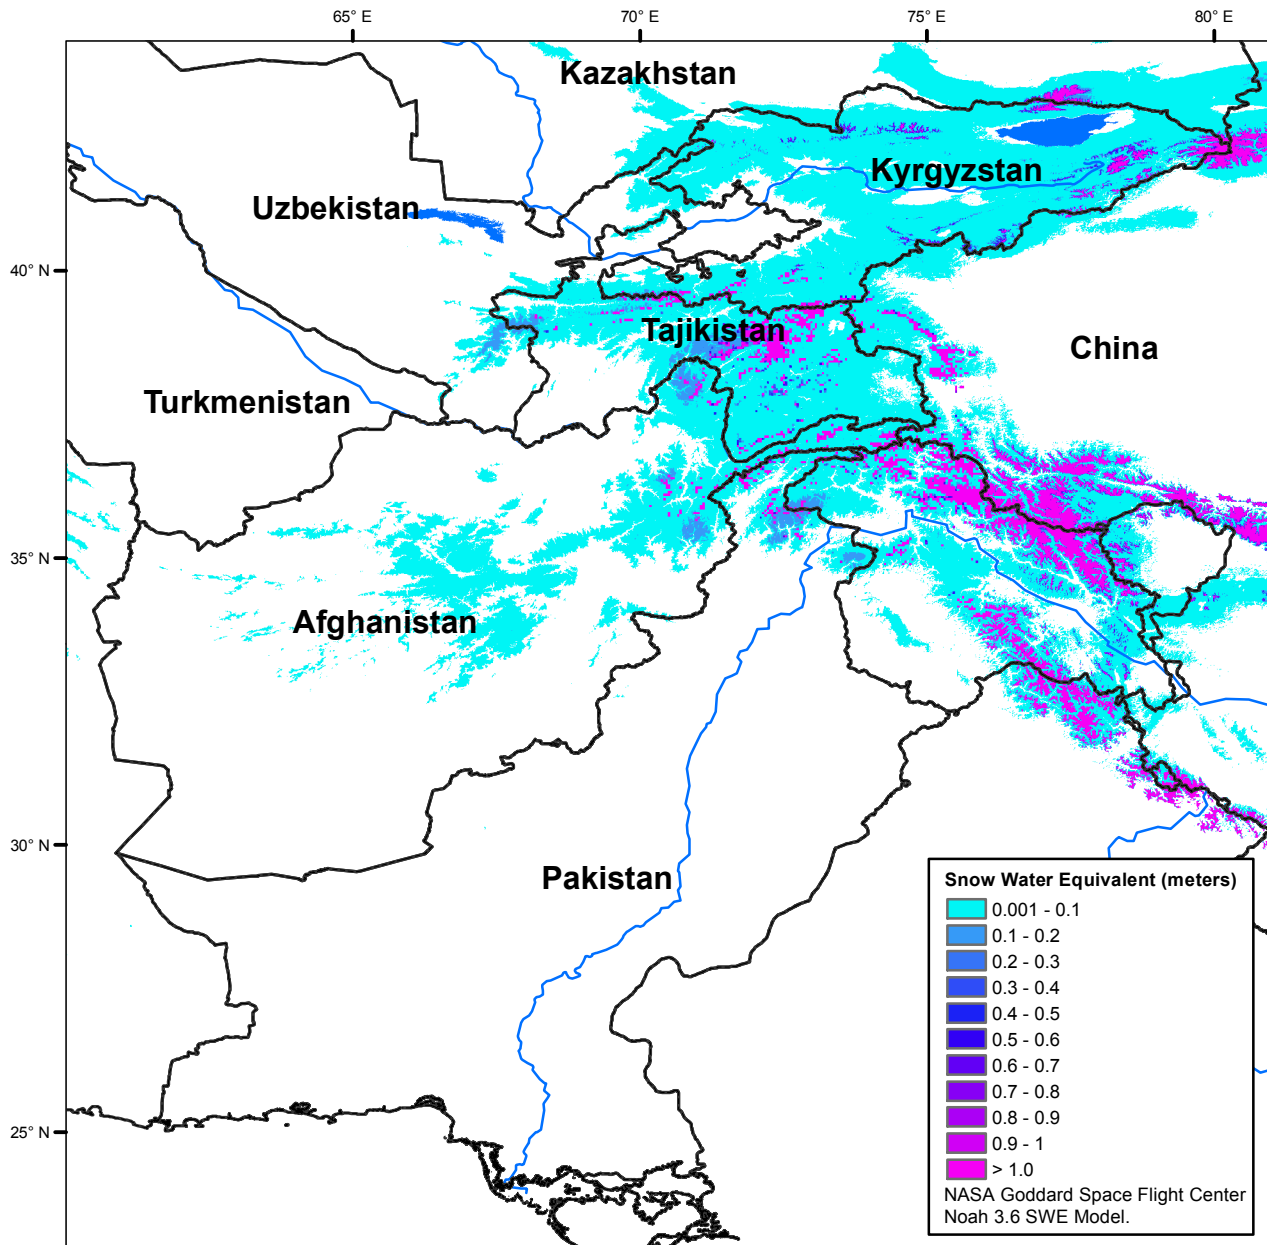 65° E
70° E
75° E
80° E
Kazakhstan
Kyrgyzstan
Uzbekistan
40° N
Tajikistan
China
Turkmenistan
35° N
Afghanistan
30° N
Pakistan
25° N
Snow Water Equivalent (meters)
0.001 - 0.1
0.1 - 0.2
0.2 - 0.3
0.3 - 0.4
0.4 - 0.5
0.5 - 0.6
0.6 - 0.7
0.7 - 0.8
0.8 - 0.9
0.9 - 1
> 1.0
NASA Goddard Space Flight Center
Noah 3.6 SWE Model.